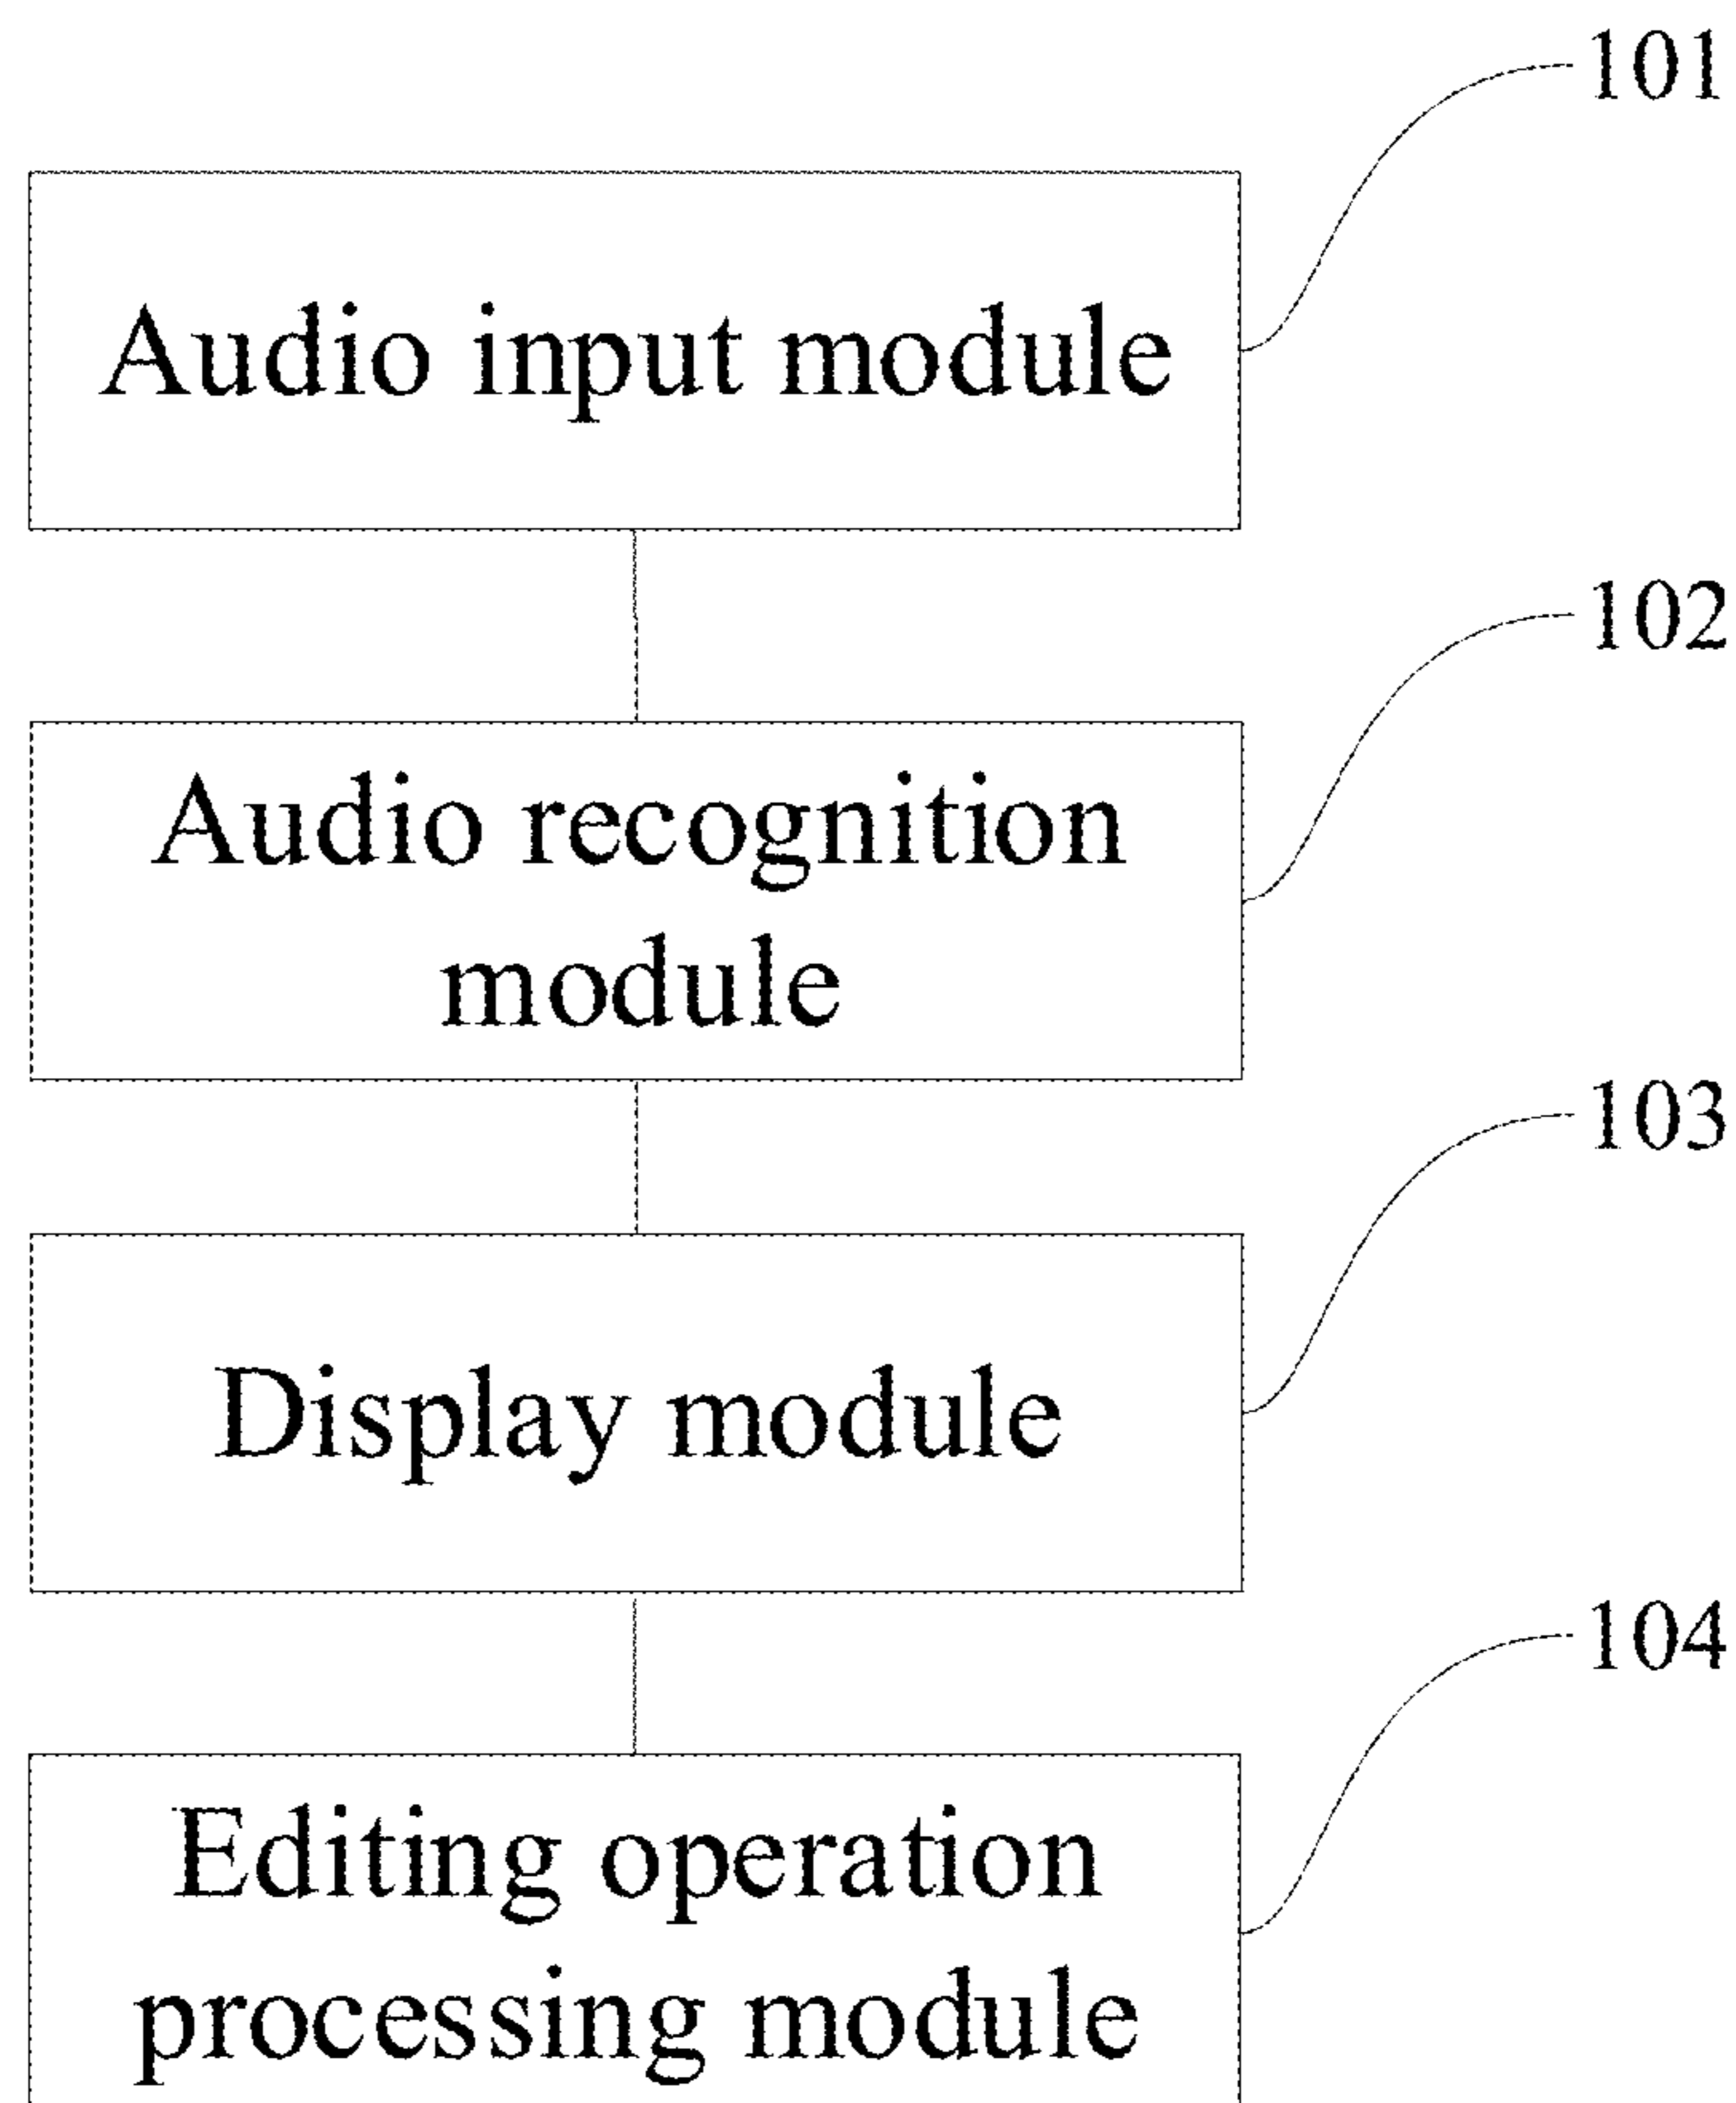 101
Audio input module
102
Audio recognition
module
103
Display module
104
Editing operation
processing module